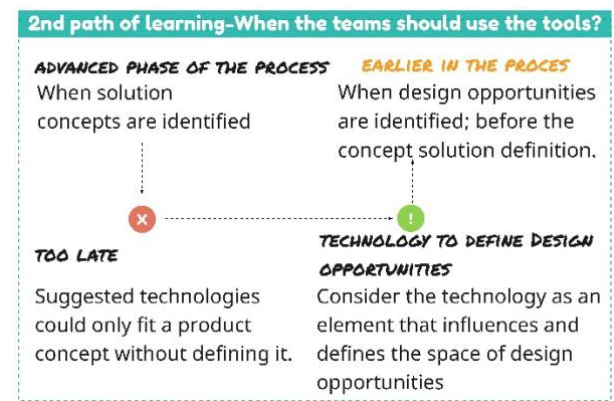 2nd path of learning-When the teams should use the tools?
ADVANCED PHASE OF THE PROCESS
When solution
concepts are identified
EARLIER IN THE PROCES
When design opportunities
are identified; before the
concept solution definition.
X
!
TOO LATE
Suggested technologies
could only fit a product
concept without defining it.
TECHNOLOGY TO DEFINE DESIGN
OPPORTUNITIES
Consider the technology as an
element that influences and
defines the space of design
opportunities